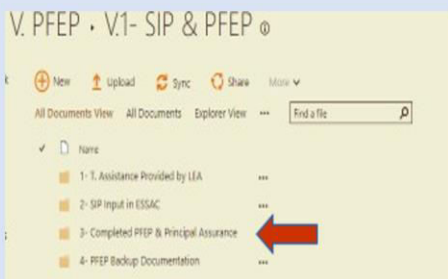 V. PFEP • V.1- SIP & PFEP
New Upload Sync Share More
All Documents View All Documents Explorer View ... Find a file
Name
1- T. Assistance Provided by LEA ...
2- SIP Input in ESSAC ...
3- Completed PFEP & Principal Assurance
4- PFEP Backup Documentation ...